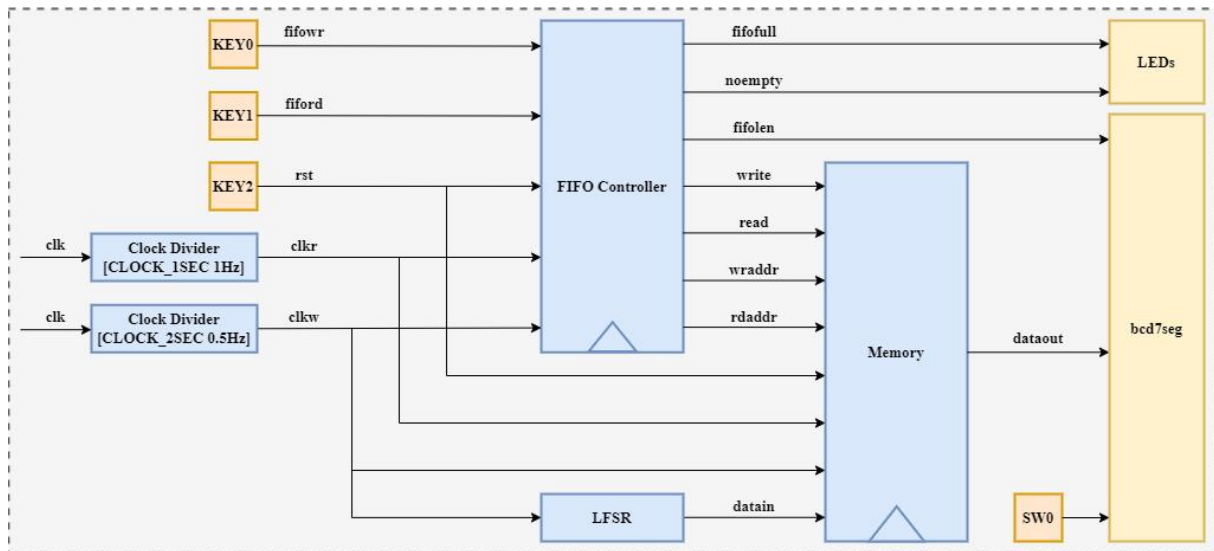 KEY0
fifowr
KEY1
fiford
KEY2
rst
clk
Clock Divider
[CLOCK_1SEC 1Hz]
clkr
clk
Clock Divider
[CLOCK_2SEC 0.5Hz]
clkw
FIFO Controller
fifofull
noempty
fifolen
write
read
wraddr
rdaddr
LFSR
datain
Memory
dataout
SW0
LEDs
bcd7seg